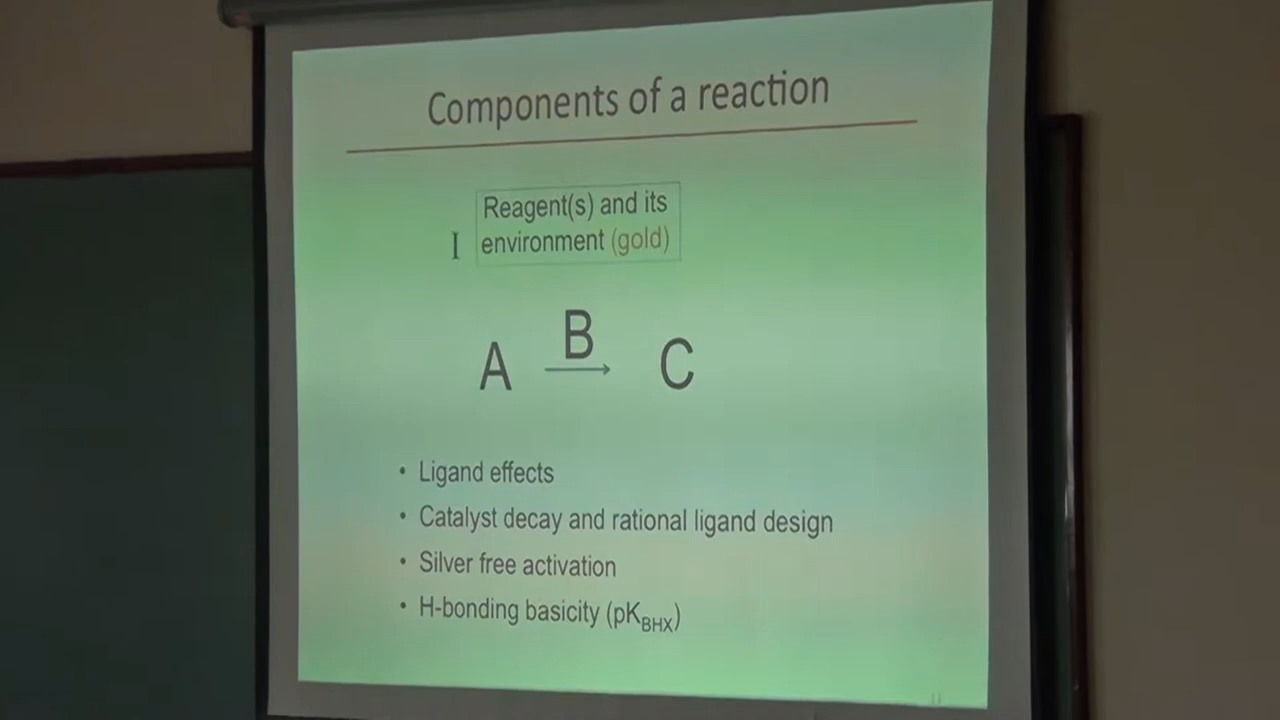 Components of a reaction
Reagent(s) and its
environment (gold)
B
A → C
• Ligand effects
• Catalyst decay and rational ligand design
• Silver free activation
• H-bonding basicity (pK_BHX)